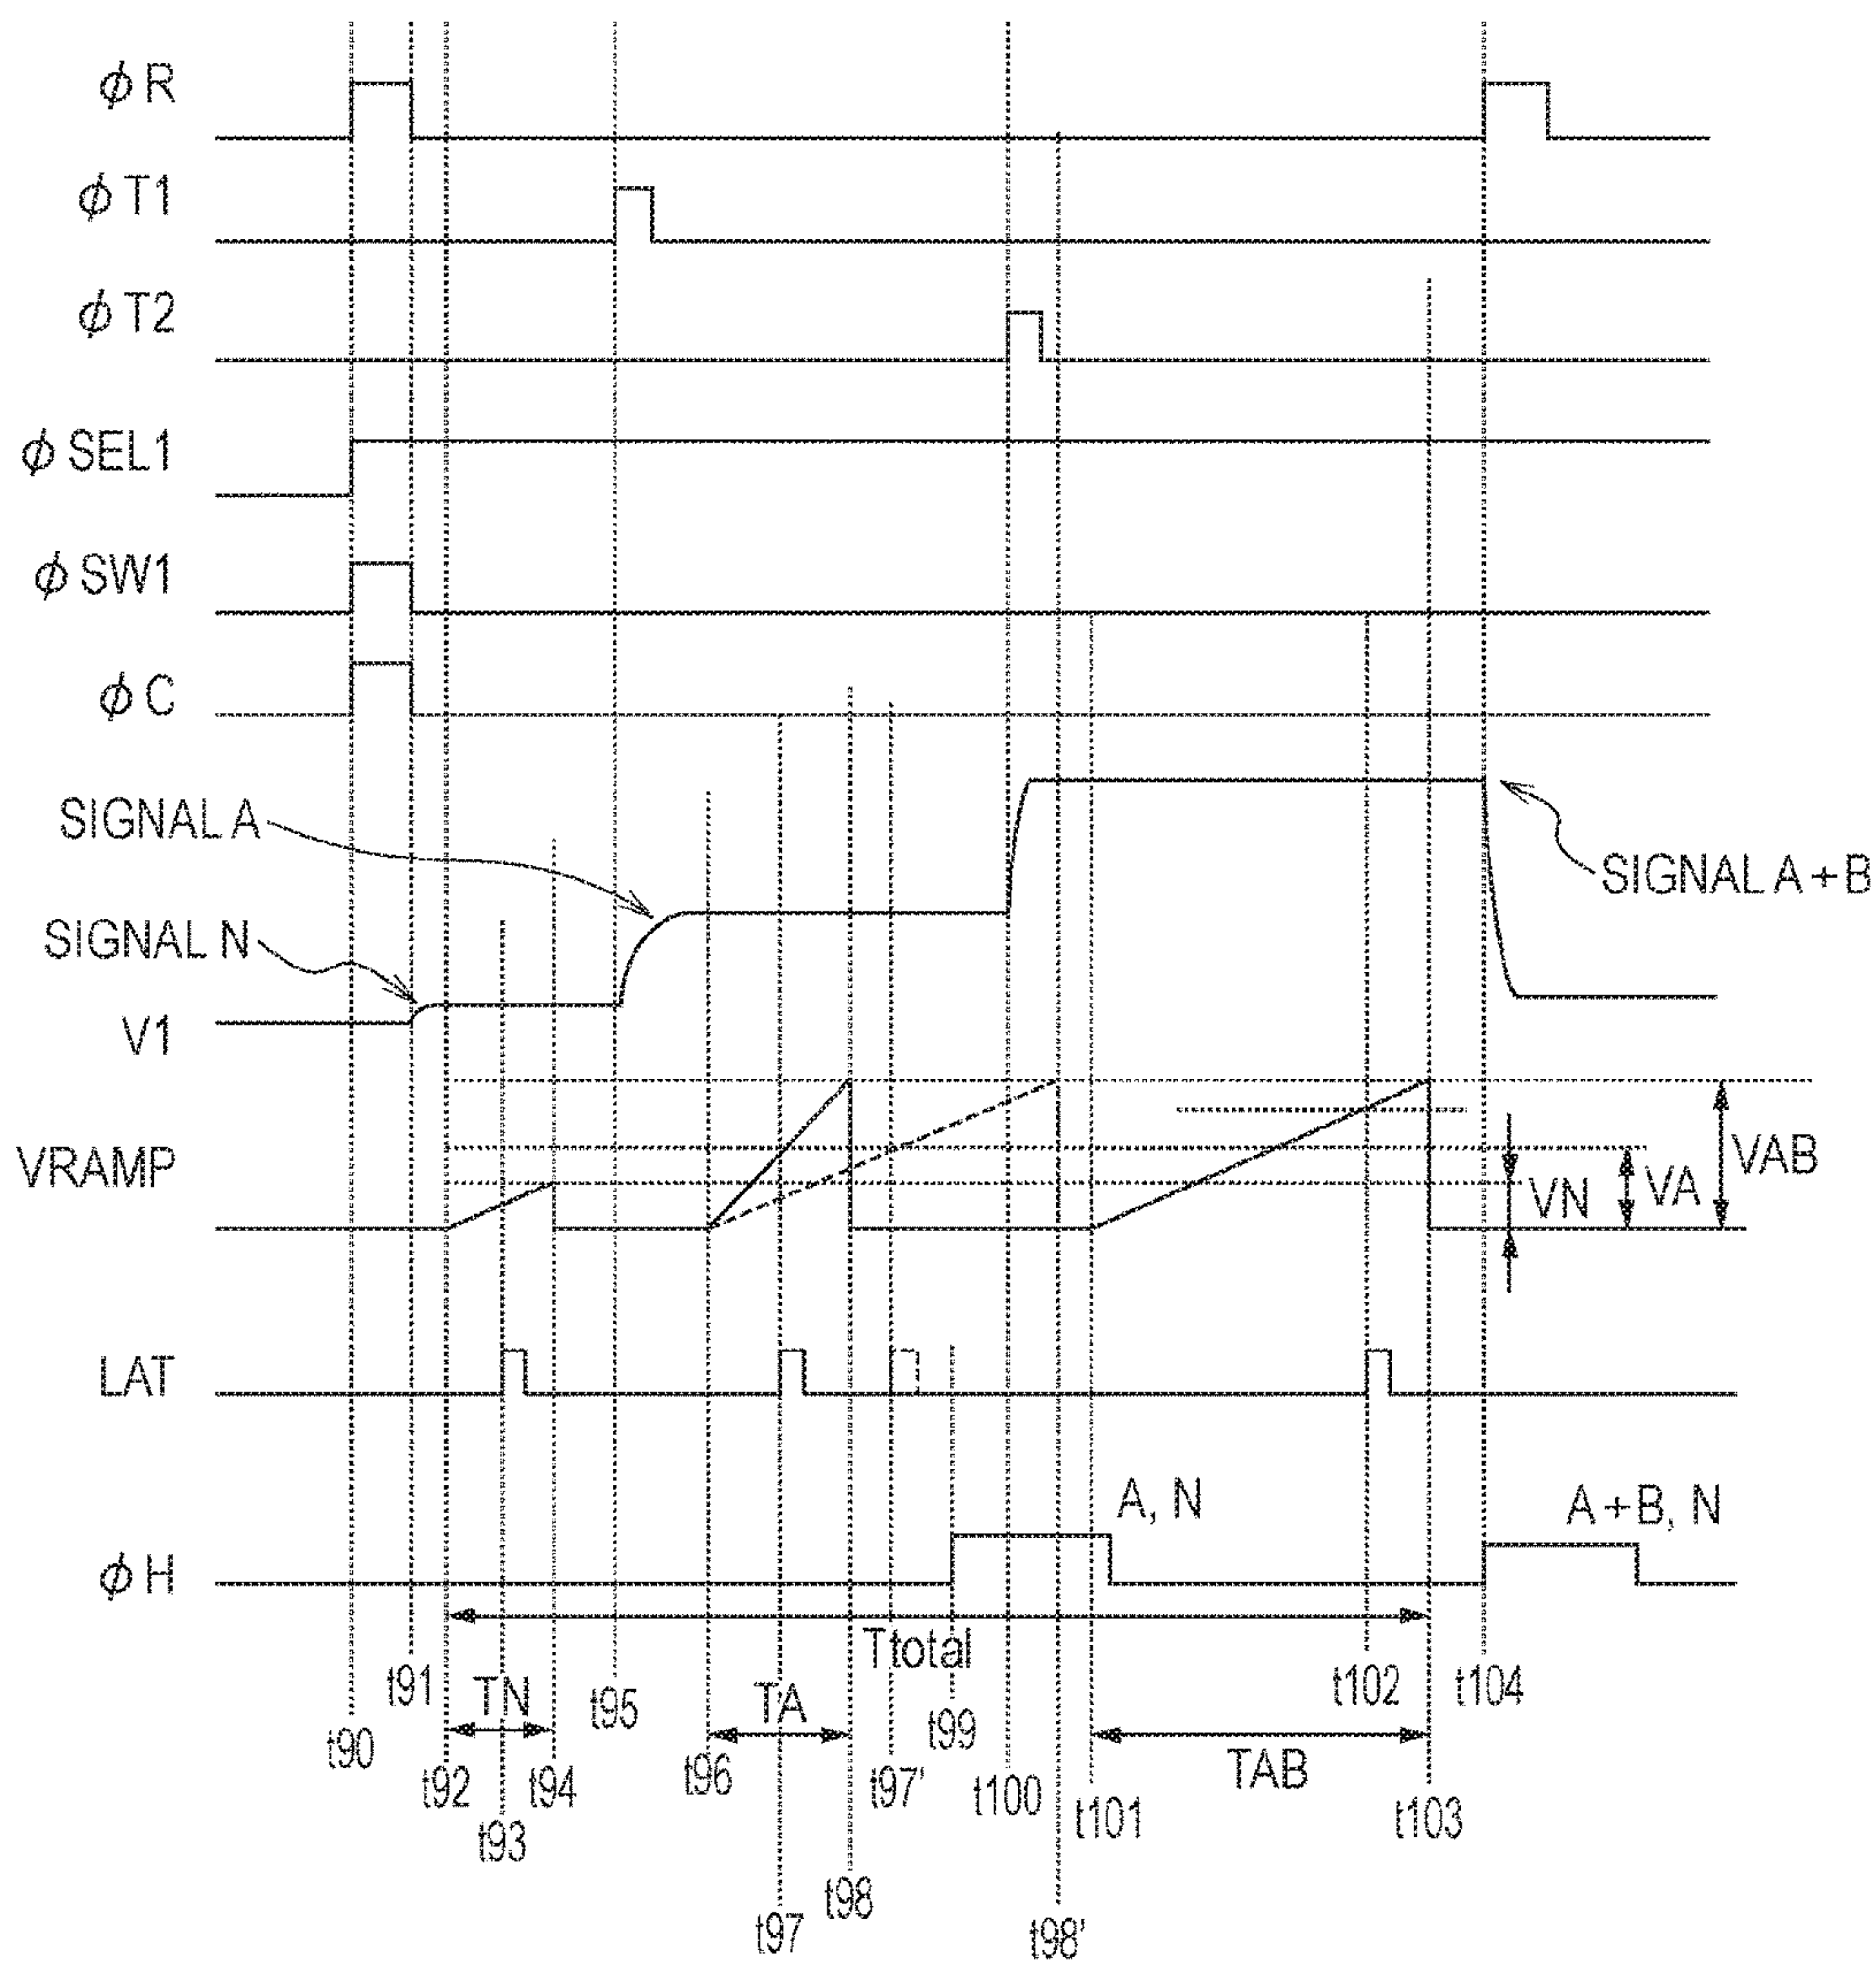 ϕR
ϕT1
ϕT2
ϕSEL1
ϕSW1
ϕC
SIGNAL A
SIGNAL A + B
SIGNAL N
V1
VRAMP
VN
VA
VAB
LAT
A, N
A + B, N
ϕH
Ttotal
TN
TA
TAB
t90
t91
t92
t93
t94
t95
t96
t97
t98
t97'
t99
t100
t98'
t101
t102
t103
t104